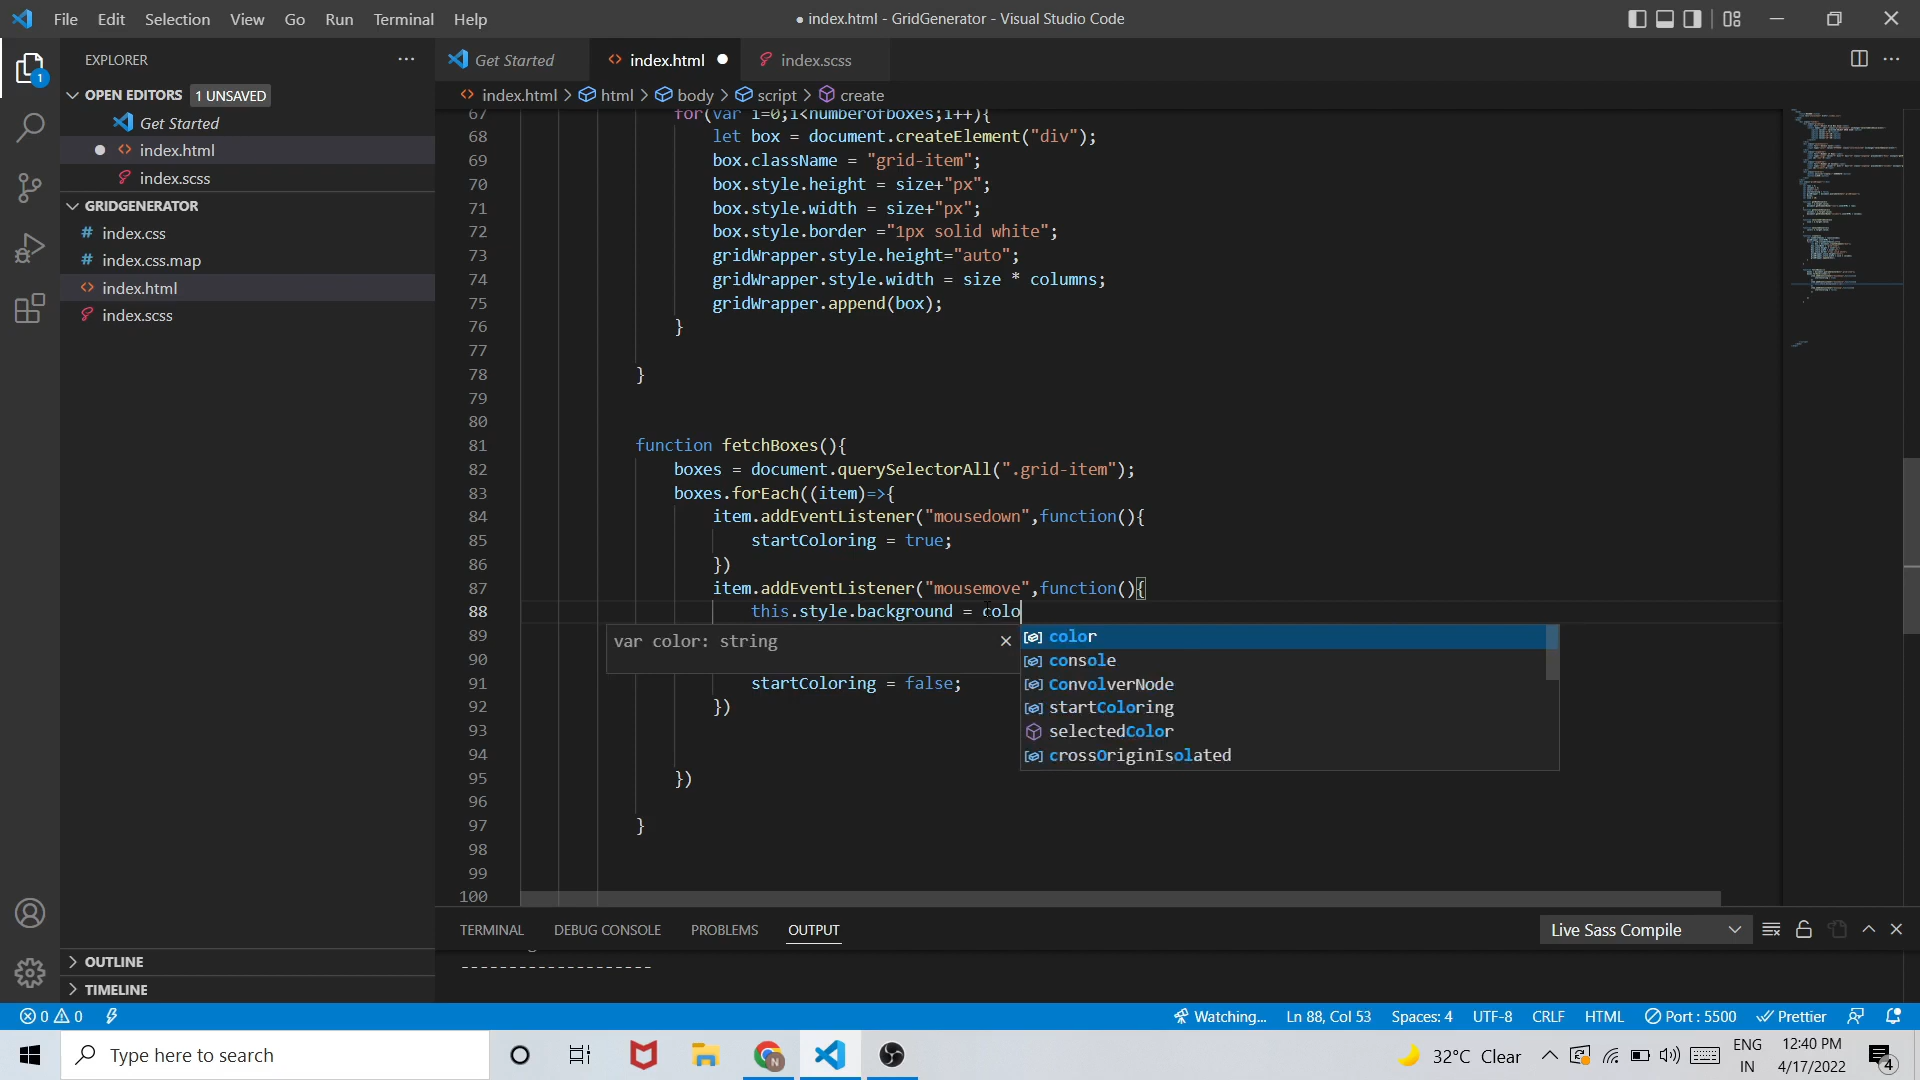 File Edit Selection View Go Run Terminal Help
● index.html - GridGenerator - Visual Studio Code
EXPLORER
OPEN EDITORS 1 UNSAVED
Get Started
index.html
index.scss
GRIDGENERATOR
# index.css
# index.css.map
index.html
index.scss
OUTLINE
TIMELINE
1
Get Started index.html index.scss
index.html > html > body > script > create
67 for(var i=0;i<numberofboxes;i++){
68 let box = document.createElement("div");
69 box.className = "grid-item";
70 box.style.height = size+"px";
71 box.style.width = size+"px";
72 box.style.border ="1px solid white";
73 gridWrapper.style.height="auto";
74 gridWrapper.style.width = size * columns;
75 gridWrapper.append(box);
76 }
77
78 }
79
80
81 function fetchBoxes(){
82 boxes = document.querySelectorAll(".grid-item");
83 boxes.forEach((item)=>{
84 item.addEventListener("mousedown",function(){
85 startColoring = true;
86 })
87 item.addEventListener("mousemove",function(){
88 this.style.background = colo
89
90
91 startColoring = false;
92 })
93
94
95 })
96
97 }
98
99
100
var color: string
color
console
ConvolverNode
startColoring
selectedColor
crossOriginIsolated
TERMINAL DEBUG CONSOLE PROBLEMS OUTPUT
Live Sass Compile
--------------------
0 0
Watching... Ln 88, Col 53 Spaces: 4 UTF-8 CRLF HTML Port : 5500 Prettier
Type here to search
32°C Clear
ENG
IN
12:40 PM
4/17/2022
4